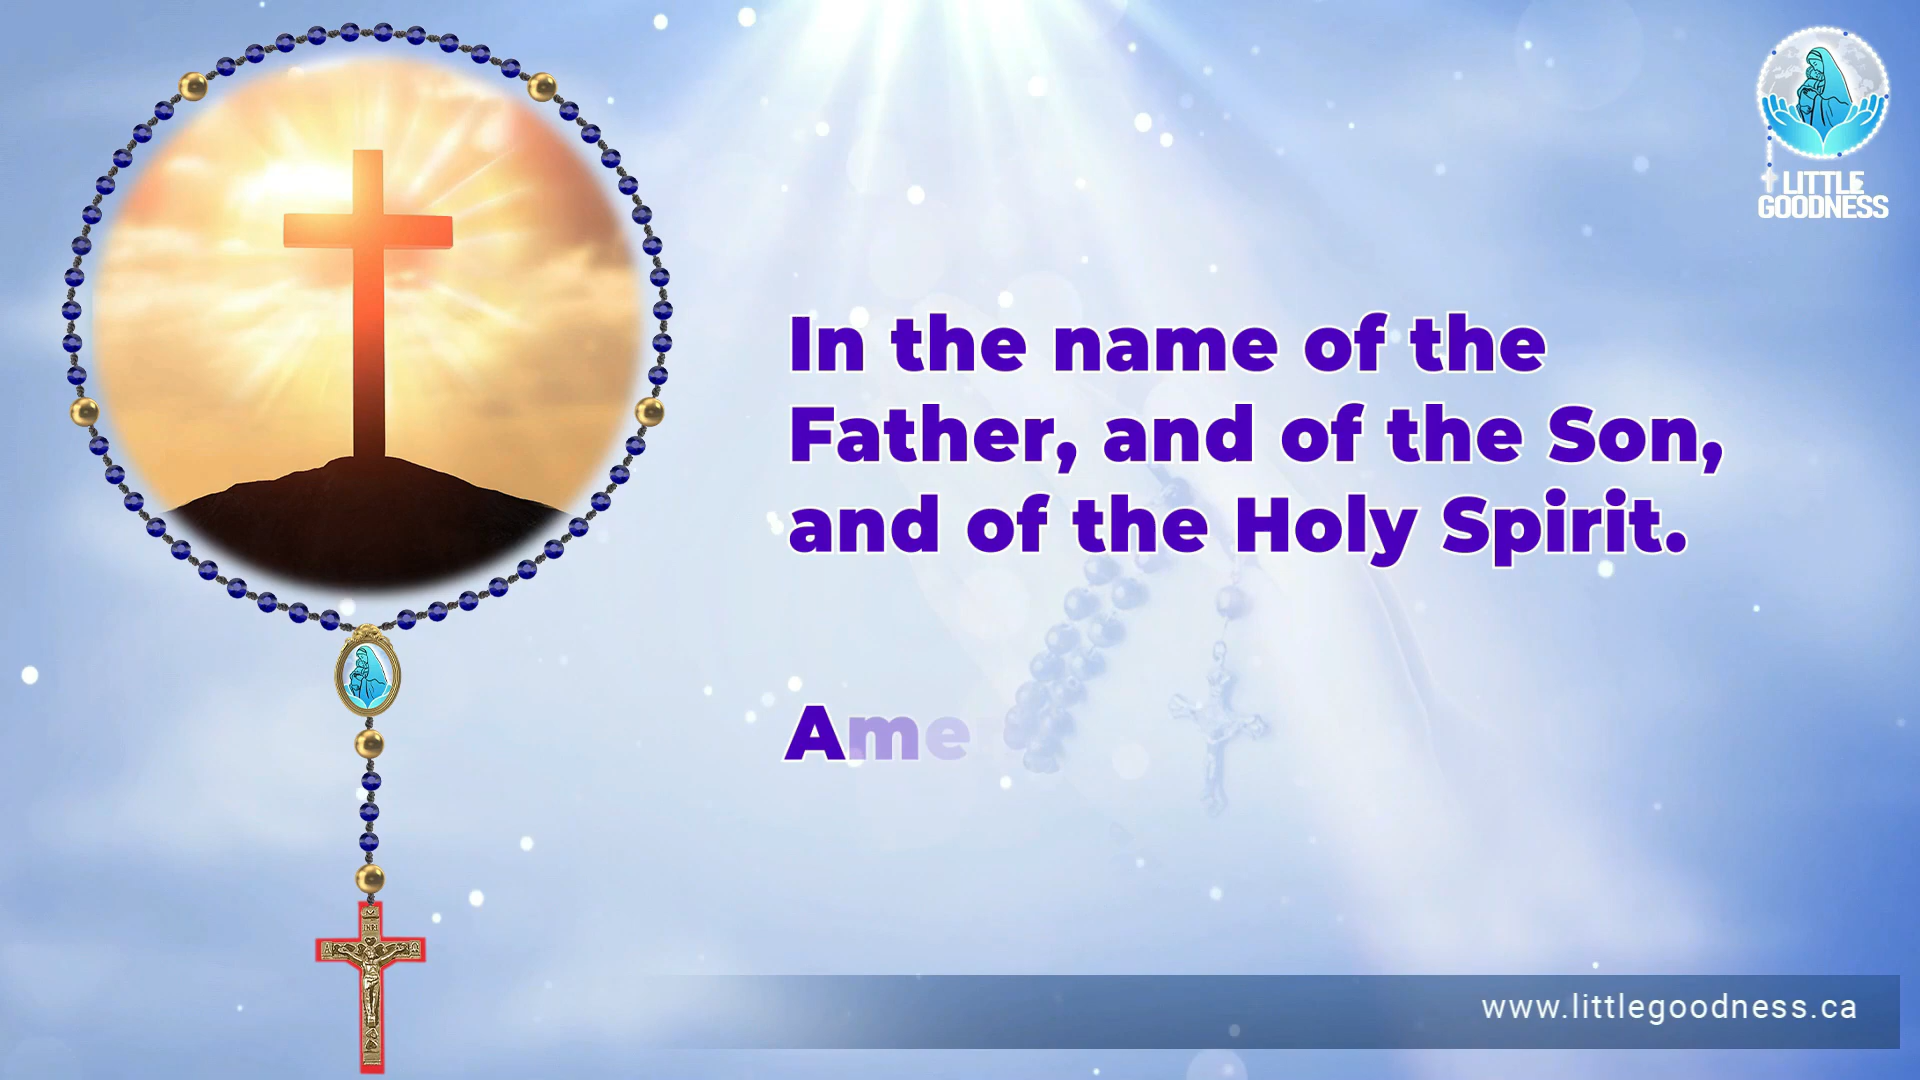 LITTLE
GOODNESS
In the name of the
Father, and of the Son,
and of the Holy Spirit.
Ame
INRI
www.littlegoodness.ca